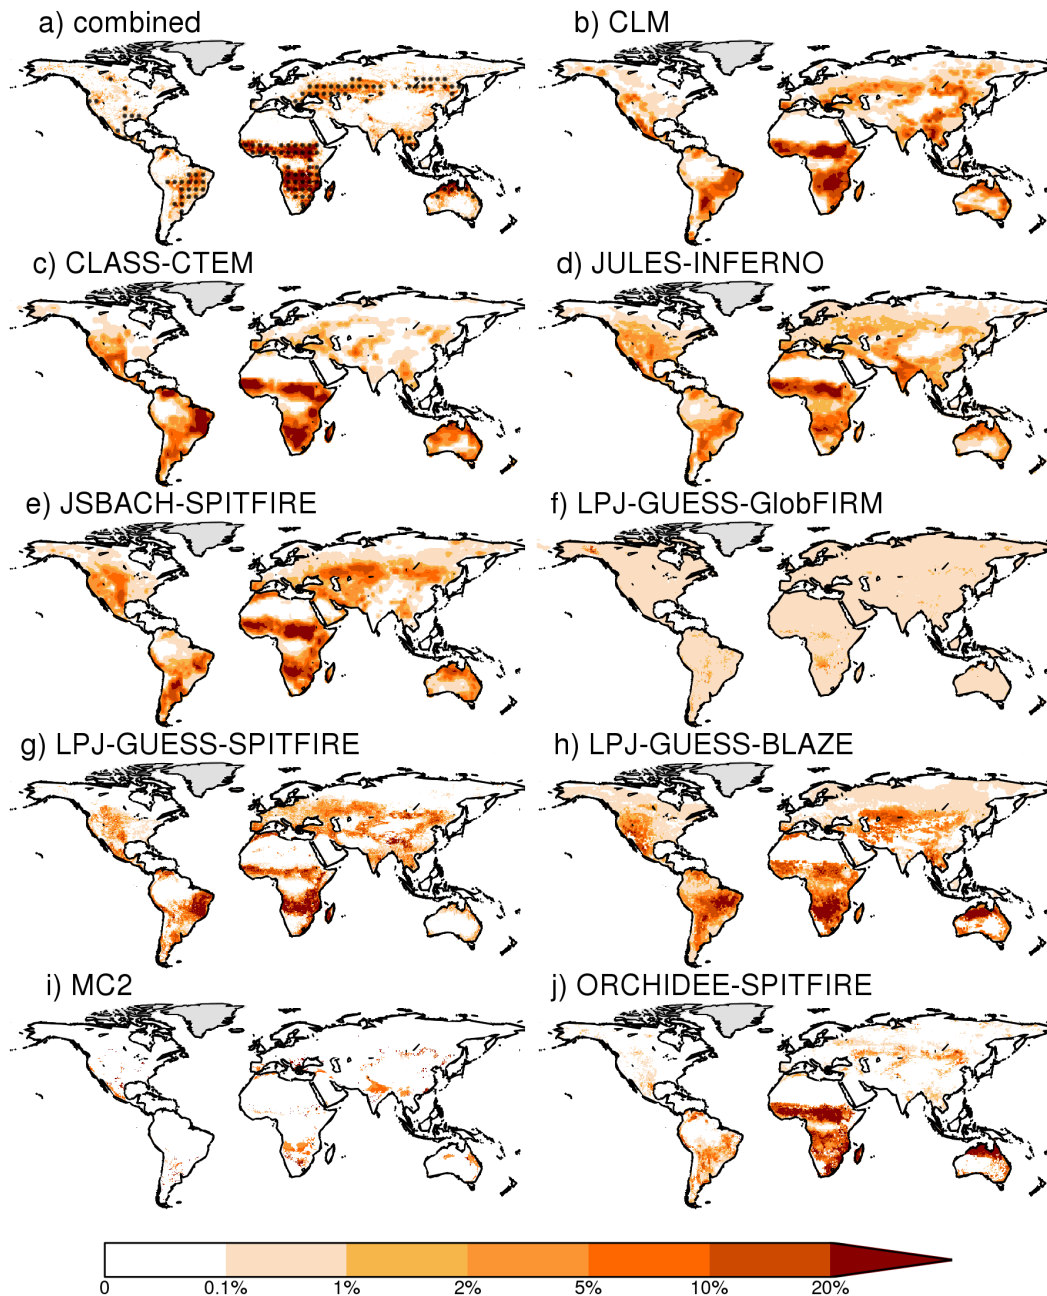 a) combined
b) CLM
c) CLASS-CTEM
d) JULES-INFERNO
e) JSBACH-SPITFIRE
f) LPJ-GUESS-GlobFIRM
g) LPJ-GUESS-SPITFIRE
h) LPJ-GUESS-BLAZE
i) MC2
j) ORCHIDEE-SPITFIRE
0 0.1% 1% 2% 5% 10% 20%